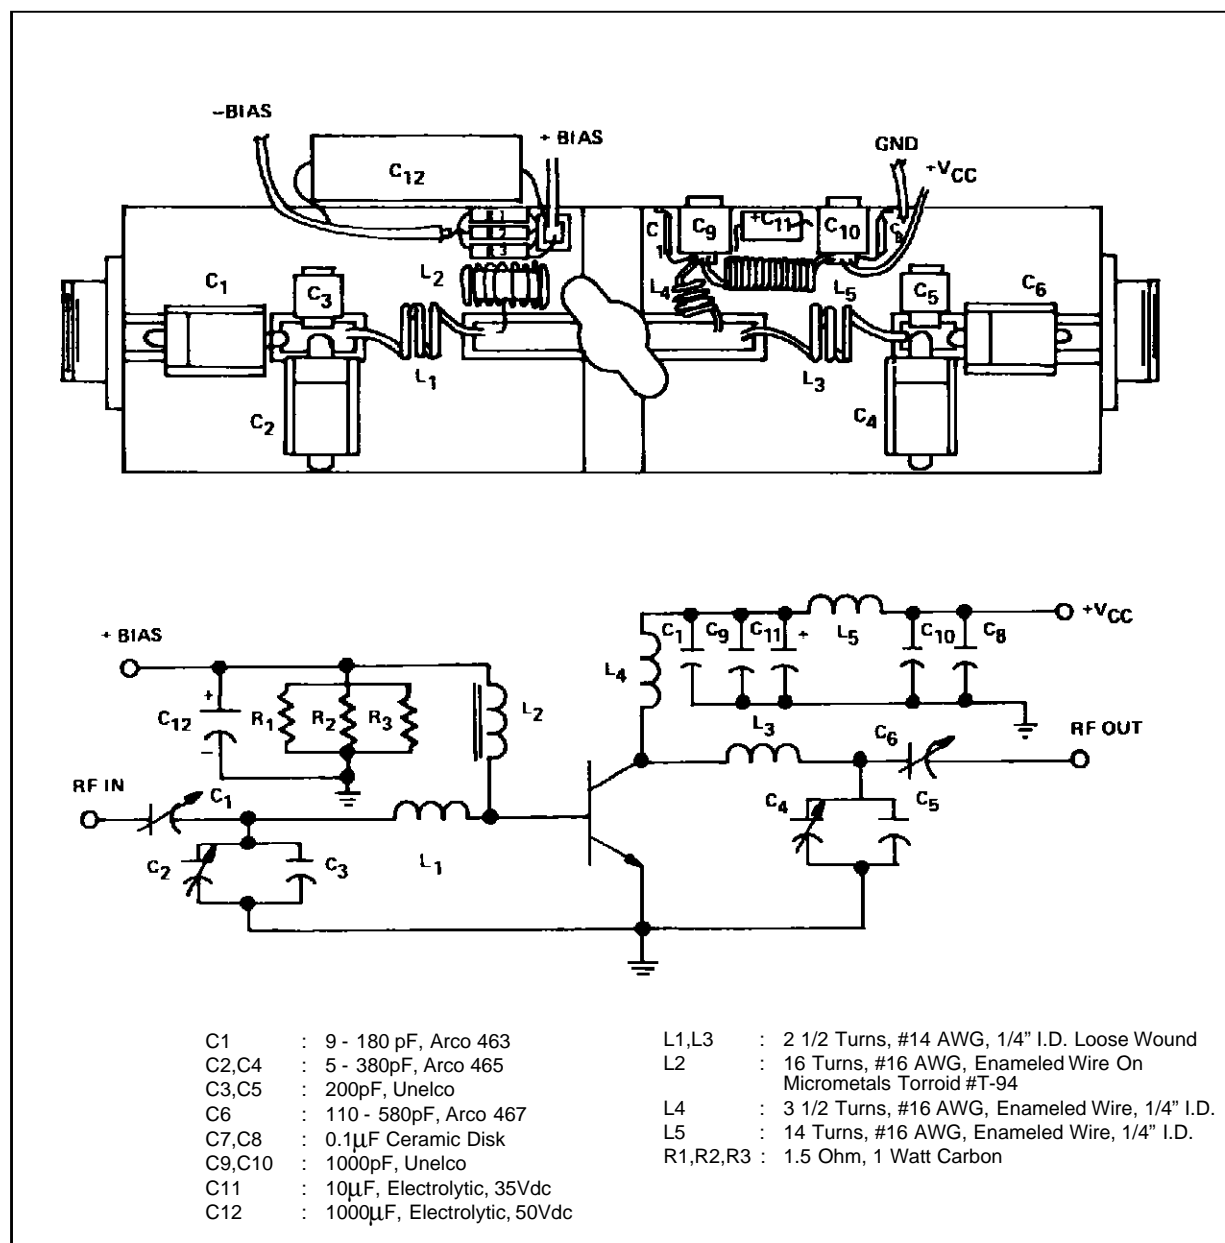 –BIAS
+ BIAS
GND
+VCC
C12
R1
R2
R3
C1
C3
L2
L1
C2
C1
C9
+C11
C10
C8
L4
L5
C5
C6
L3
C4
+ BIAS
+
C12
–
R1
R2
R3
L2
L4
C1
C9
C11
+
L5
C10
C8
+VCC
L3
C6
RF OUT
RF IN
C1
C4
C5
C2
C3
L1
C1 : 9 - 180 pF, Arco 463
C2,C4 : 5 - 380pF, Arco 465
C3,C5 : 200pF, Unelco
C6 : 110 - 580pF, Arco 467
C7,C8 : 0.1µF Ceramic Disk
C9,C10 : 1000pF, Unelco
C11 : 10µF, Electrolytic, 35Vdc
C12 : 1000µF, Electrolytic, 50Vdc
L1,L3 : 2 1/2 Turns, #14 AWG, 1/4” I.D. Loose Wound
L2 : 16 Turns, #16 AWG, Enameled Wire On
Micrometals Torroid #T-94
L4 : 3 1/2 Turns, #16 AWG, Enameled Wire, 1/4” I.D.
L5 : 14 Turns, #16 AWG, Enameled Wire, 1/4” I.D.
R1,R2,R3 : 1.5 Ohm, 1 Watt Carbon